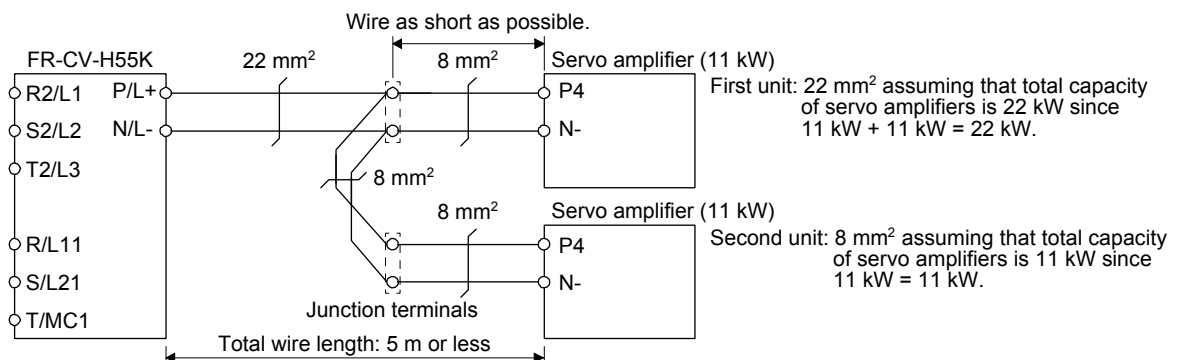 Wire as short as possible.
FR-CV-H55K
22 mm²
8 mm²
Servo amplifier (11 kW)
R2/L1
P/L+
P4
First unit: 22 mm² assuming that total capacity
of servo amplifiers is 22 kW since
11 kW + 11 kW = 22 kW.
S2/L2
N/L-
N-
T2/L3
8 mm²
8 mm²
Servo amplifier (11 kW)
R/L11
P4
Second unit: 8 mm² assuming that total capacity
of servo amplifiers is 11 kW since
11 kW = 11 kW.
S/L21
N-
Junction terminals
T/MC1
Total wire length: 5 m or less